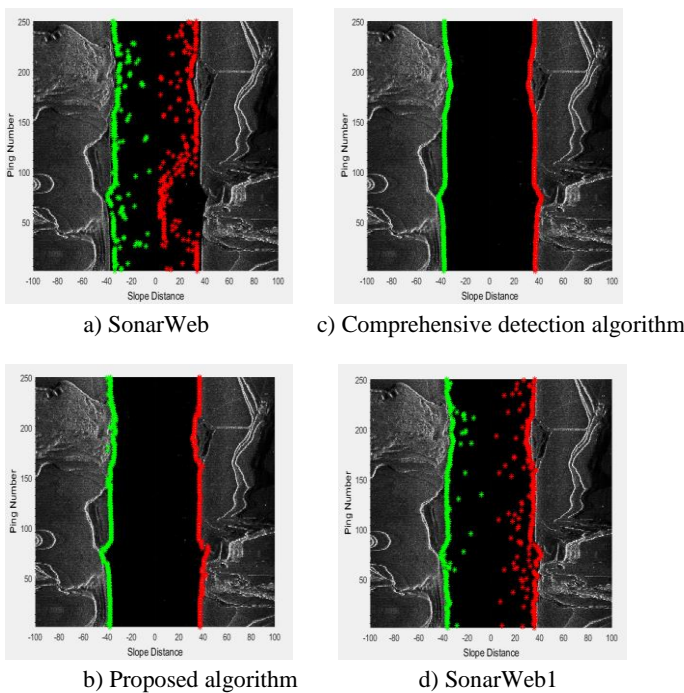 250
200
150
100
50
Ping Number
-100 -80 -60 -40 -20 0 20 40 60 80 100
Slope Distance
a) SonarWeb
250
200
150
100
50
Ping Number
-100 -80 -60 -40 -20 0 20 40 60 80 100
Slope Distance
c) Comprehensive detection algorithm
250
200
150
100
50
Ping Number
-100 -80 -60 -40 -20 0 20 40 60 80 100
Slope Distance
b) Proposed algorithm
250
200
150
100
50
Ping Number
-100 -80 -60 -40 -20 0 20 40 60 80 100
Slope Distance
d) SonarWeb1